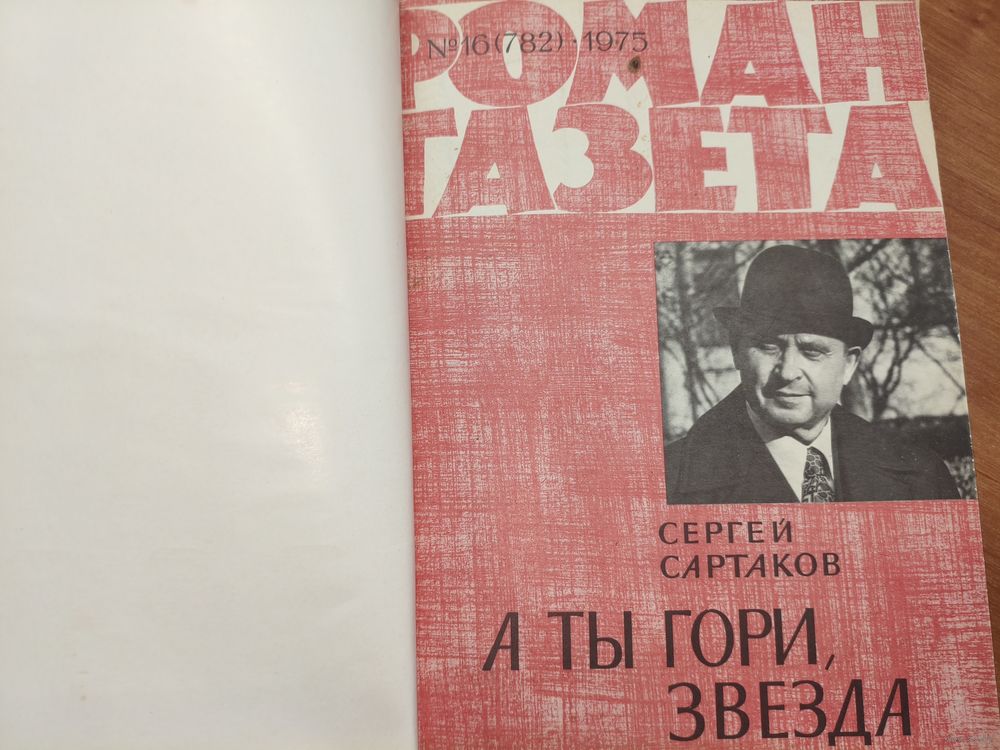 №16(782)·1975
РОМАН
ГАЗЕТА
СЕРГЕЙ
САРТАКОВ
А ТЫ ГОРИ,
ЗВЕЗДА